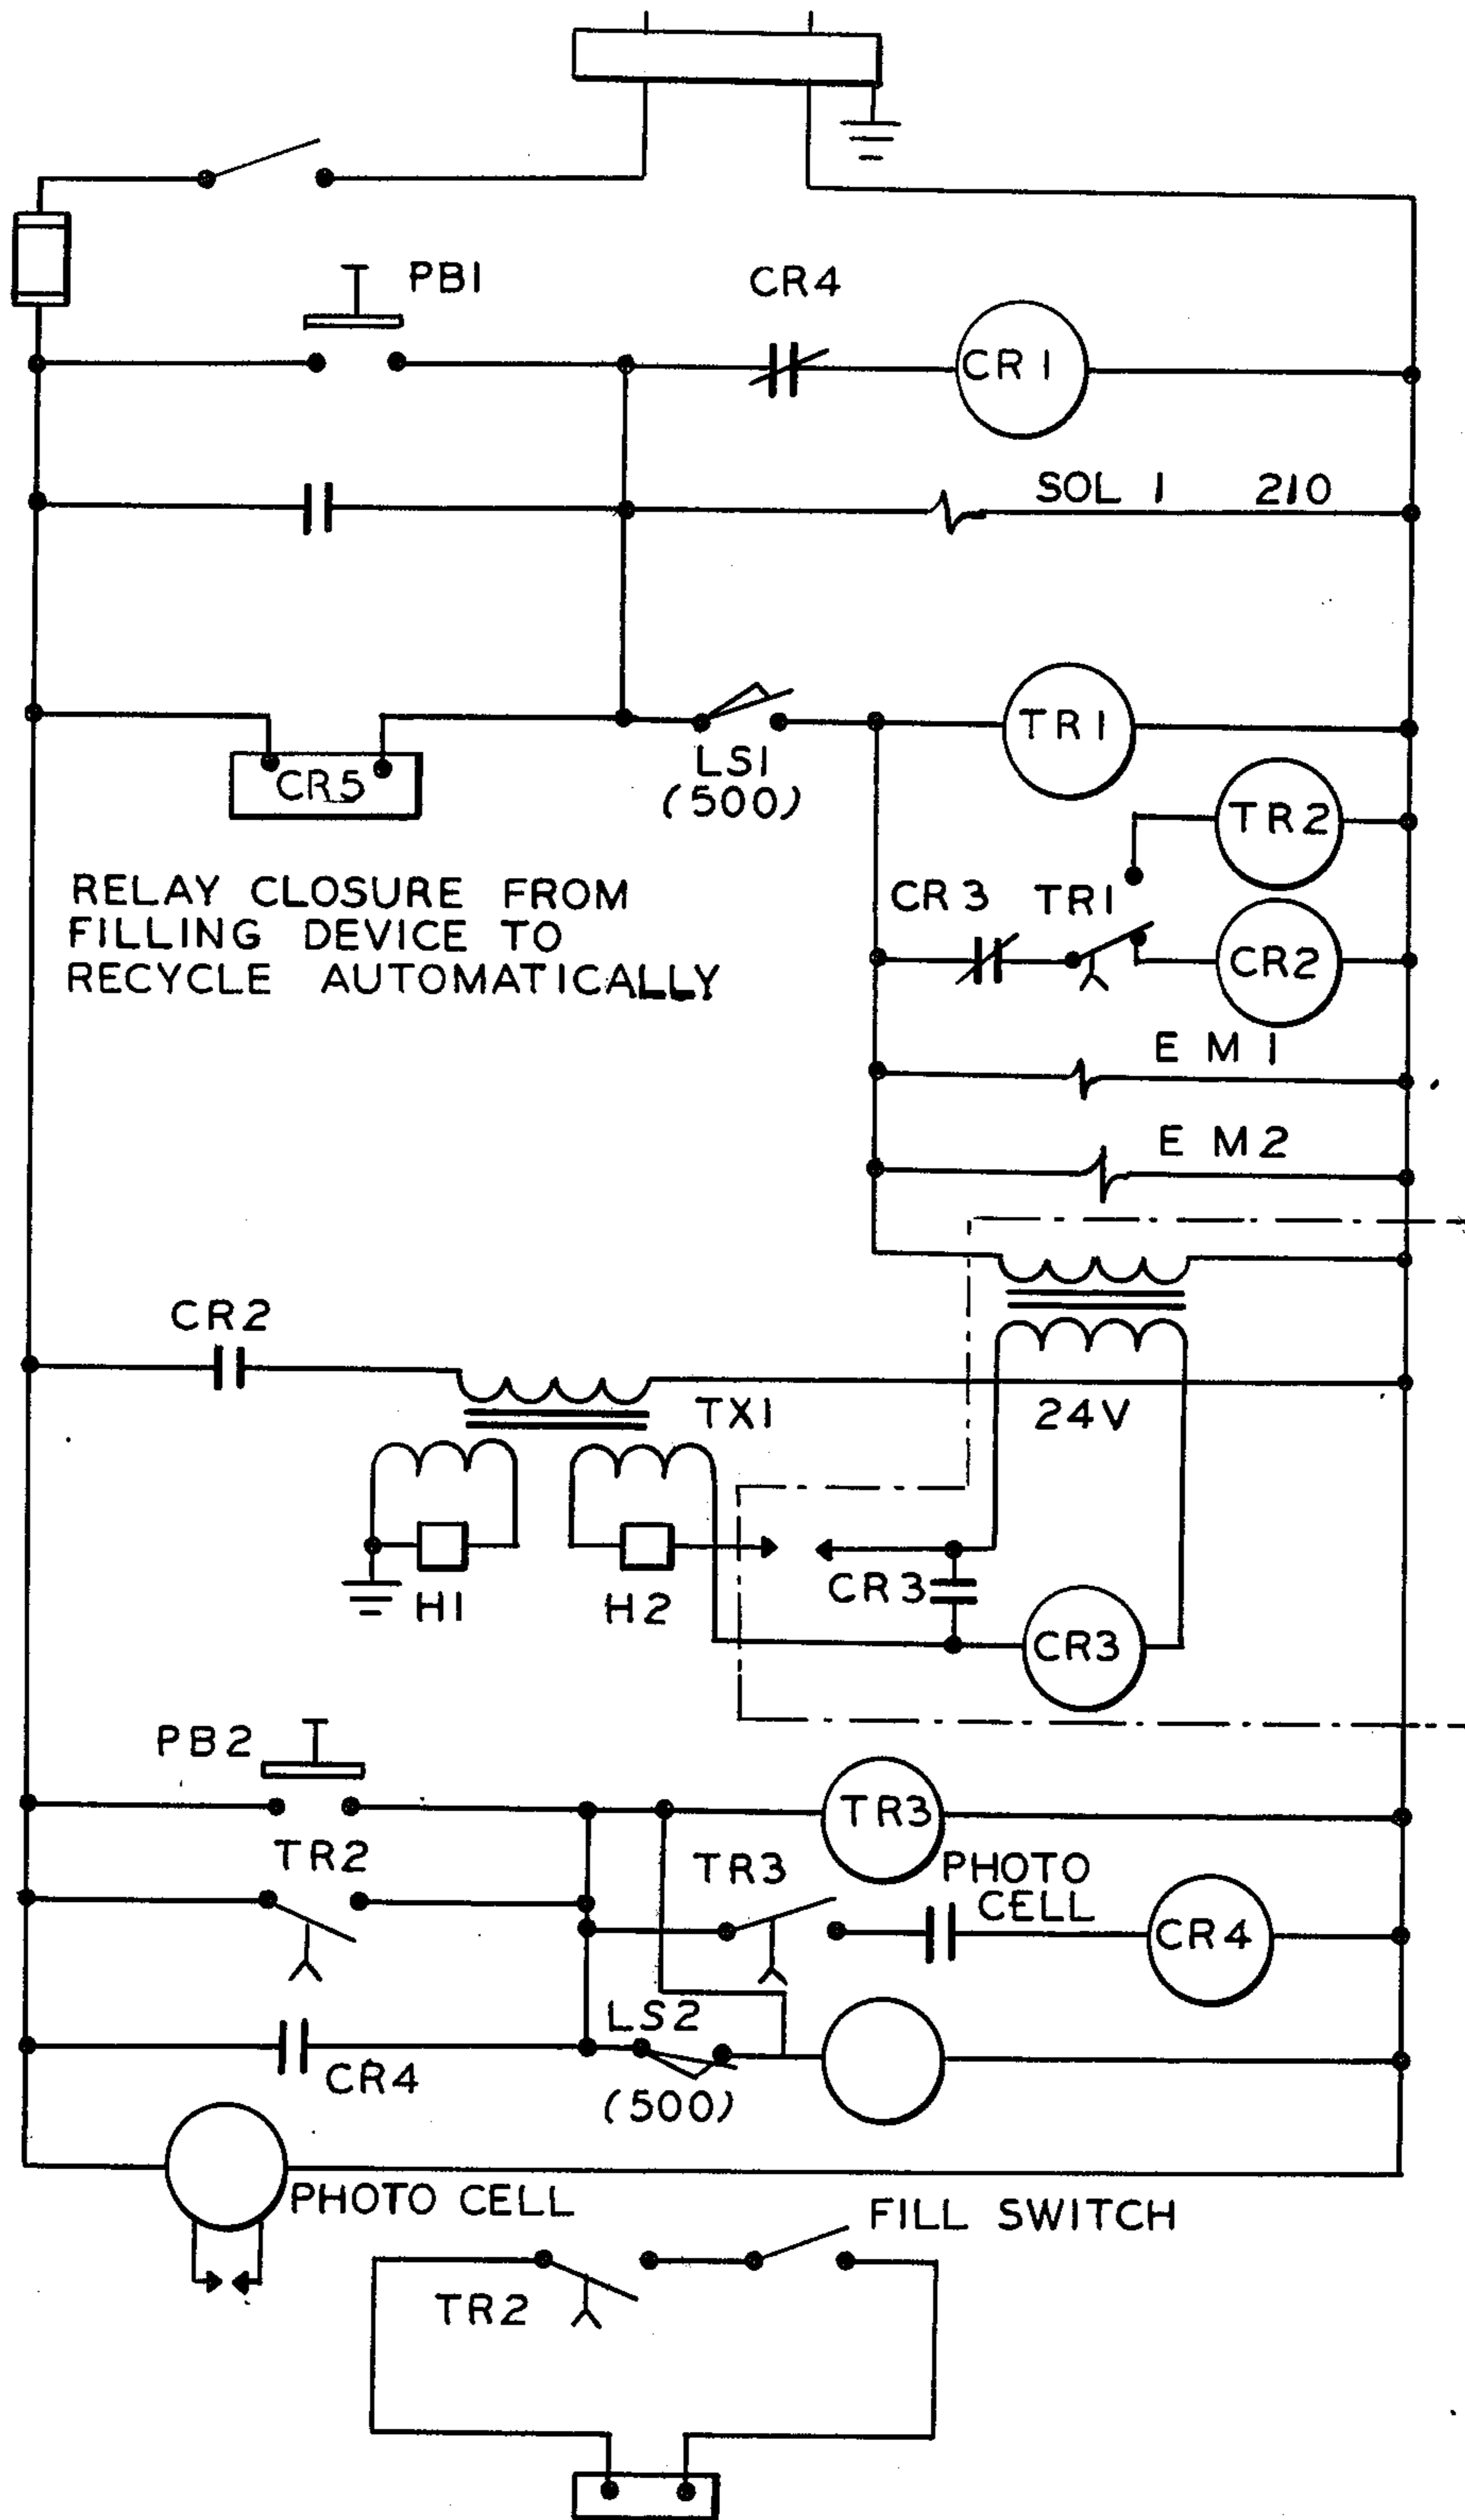 PB1
CR4
CR1
SOL 1 210
TR1
CR5
LS1
(500)
TR2
RELAY CLOSURE FROM
FILLING DEVICE TO
RECYCLE AUTOMATICALLY
CR3 TR1
CR2
EM1
EM2
CR2
TX1
24V
H1
H2
CR3
CR3
PB2
TR3
TR2
TR3
PHOTO
CELL
CR4
LS2
CR4
(500)
PHOTO CELL
FILL SWITCH
TR2